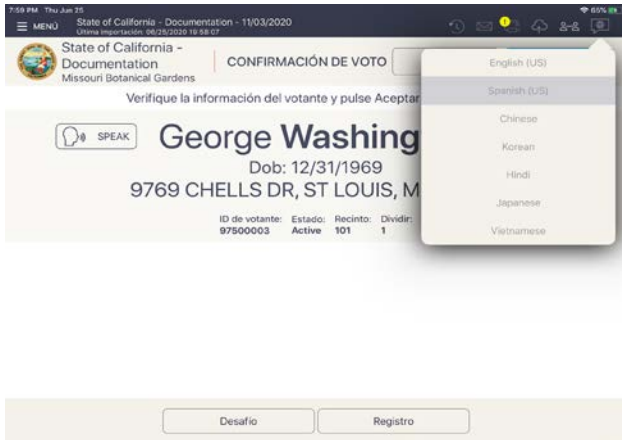 7:59 PM Thu Jun 25
65%
MENÚ
State of California - Documentation - 11/03/2020
Última importación: 06/25/2020 19:58:07
1
State of California -
Documentation
Missouri Botanical Gardens
CONFIRMACIÓN DE VOTO
Verifique la información del votante y pulse Aceptar
SPEAK
George Washing
Dob: 12/31/1969
9769 CHELLS DR, ST LOUIS, M
ID de votante: Estado: Recinto: Dividir:
97500003 Active 101 1
English (US)
Spanish (US)
Chinese
Korean
Hindi
Japanese
Vietnamese
Desafío
Registro